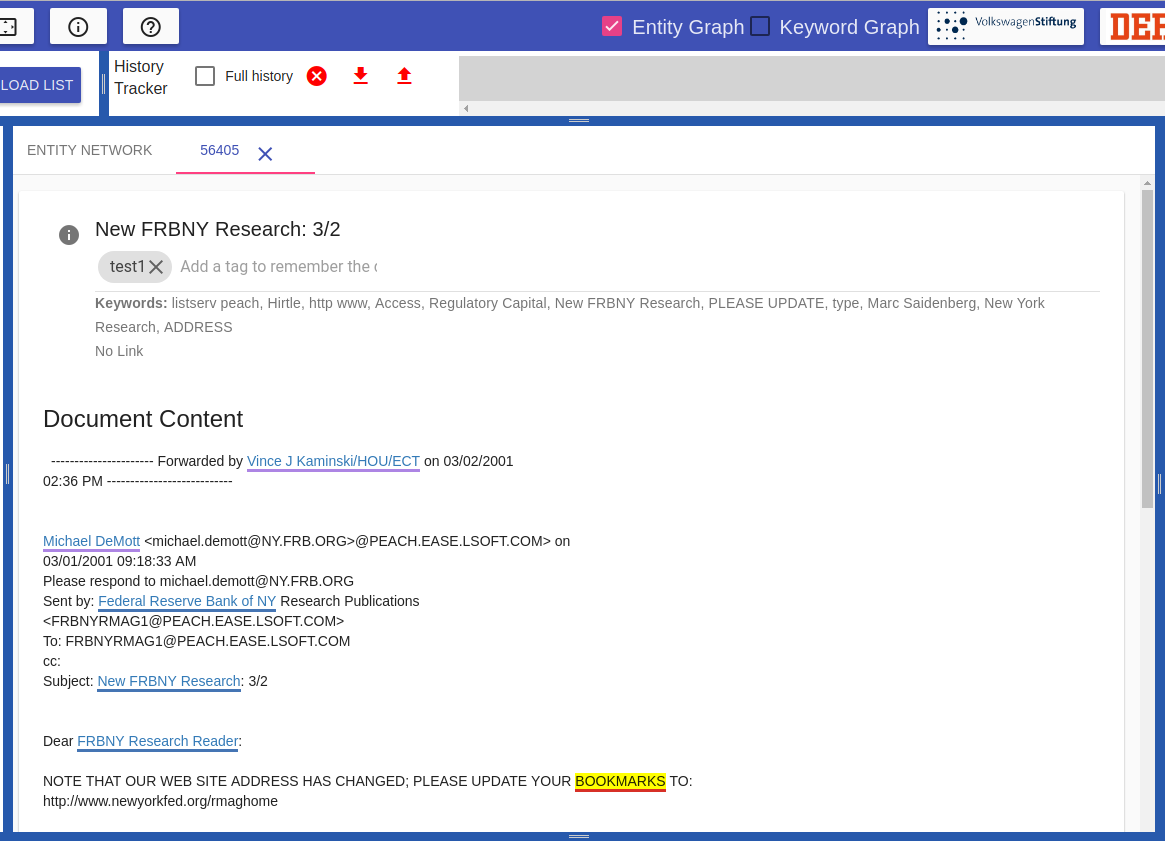 Entity Graph Keyword Graph VolkswagenStiftung
LOAD LIST
History
Tracker
Full history
ENTITY NETWORK 56405
New FRBNY Research: 3/2
test1 Add a tag to remember the
Keywords: listserv peach, Hirtle, http www, Access, Regulatory Capital, New FRBNY Research, PLEASE UPDATE, type, Marc Saidenberg, New York
Research, ADDRESS
No Link
Document Content
---------------------- Forwarded by Vince J Kaminski/HOU/ECT on 03/02/2001
02:36 PM ---------------------------
Michael DeMott <michael.demott@NY.FRB.ORG>@PEACH.EASE.LSOFT.COM> on
03/01/2001 09:18:33 AM
Please respond to michael.demott@NY.FRB.ORG
Sent by: Federal Reserve Bank of NY Research Publications
<FRBNYRMAG1@PEACH.EASE.LSOFT.COM>
To: FRBNYRMAG1@PEACH.EASE.LSOFT.COM
cc:
Subject: New FRBNY Research: 3/2
Dear FRBNY Research Reader:
NOTE THAT OUR WEB SITE ADDRESS HAS CHANGED; PLEASE UPDATE YOUR BOOKMARKS TO:
http://www.newyorkfed.org/rmaghome